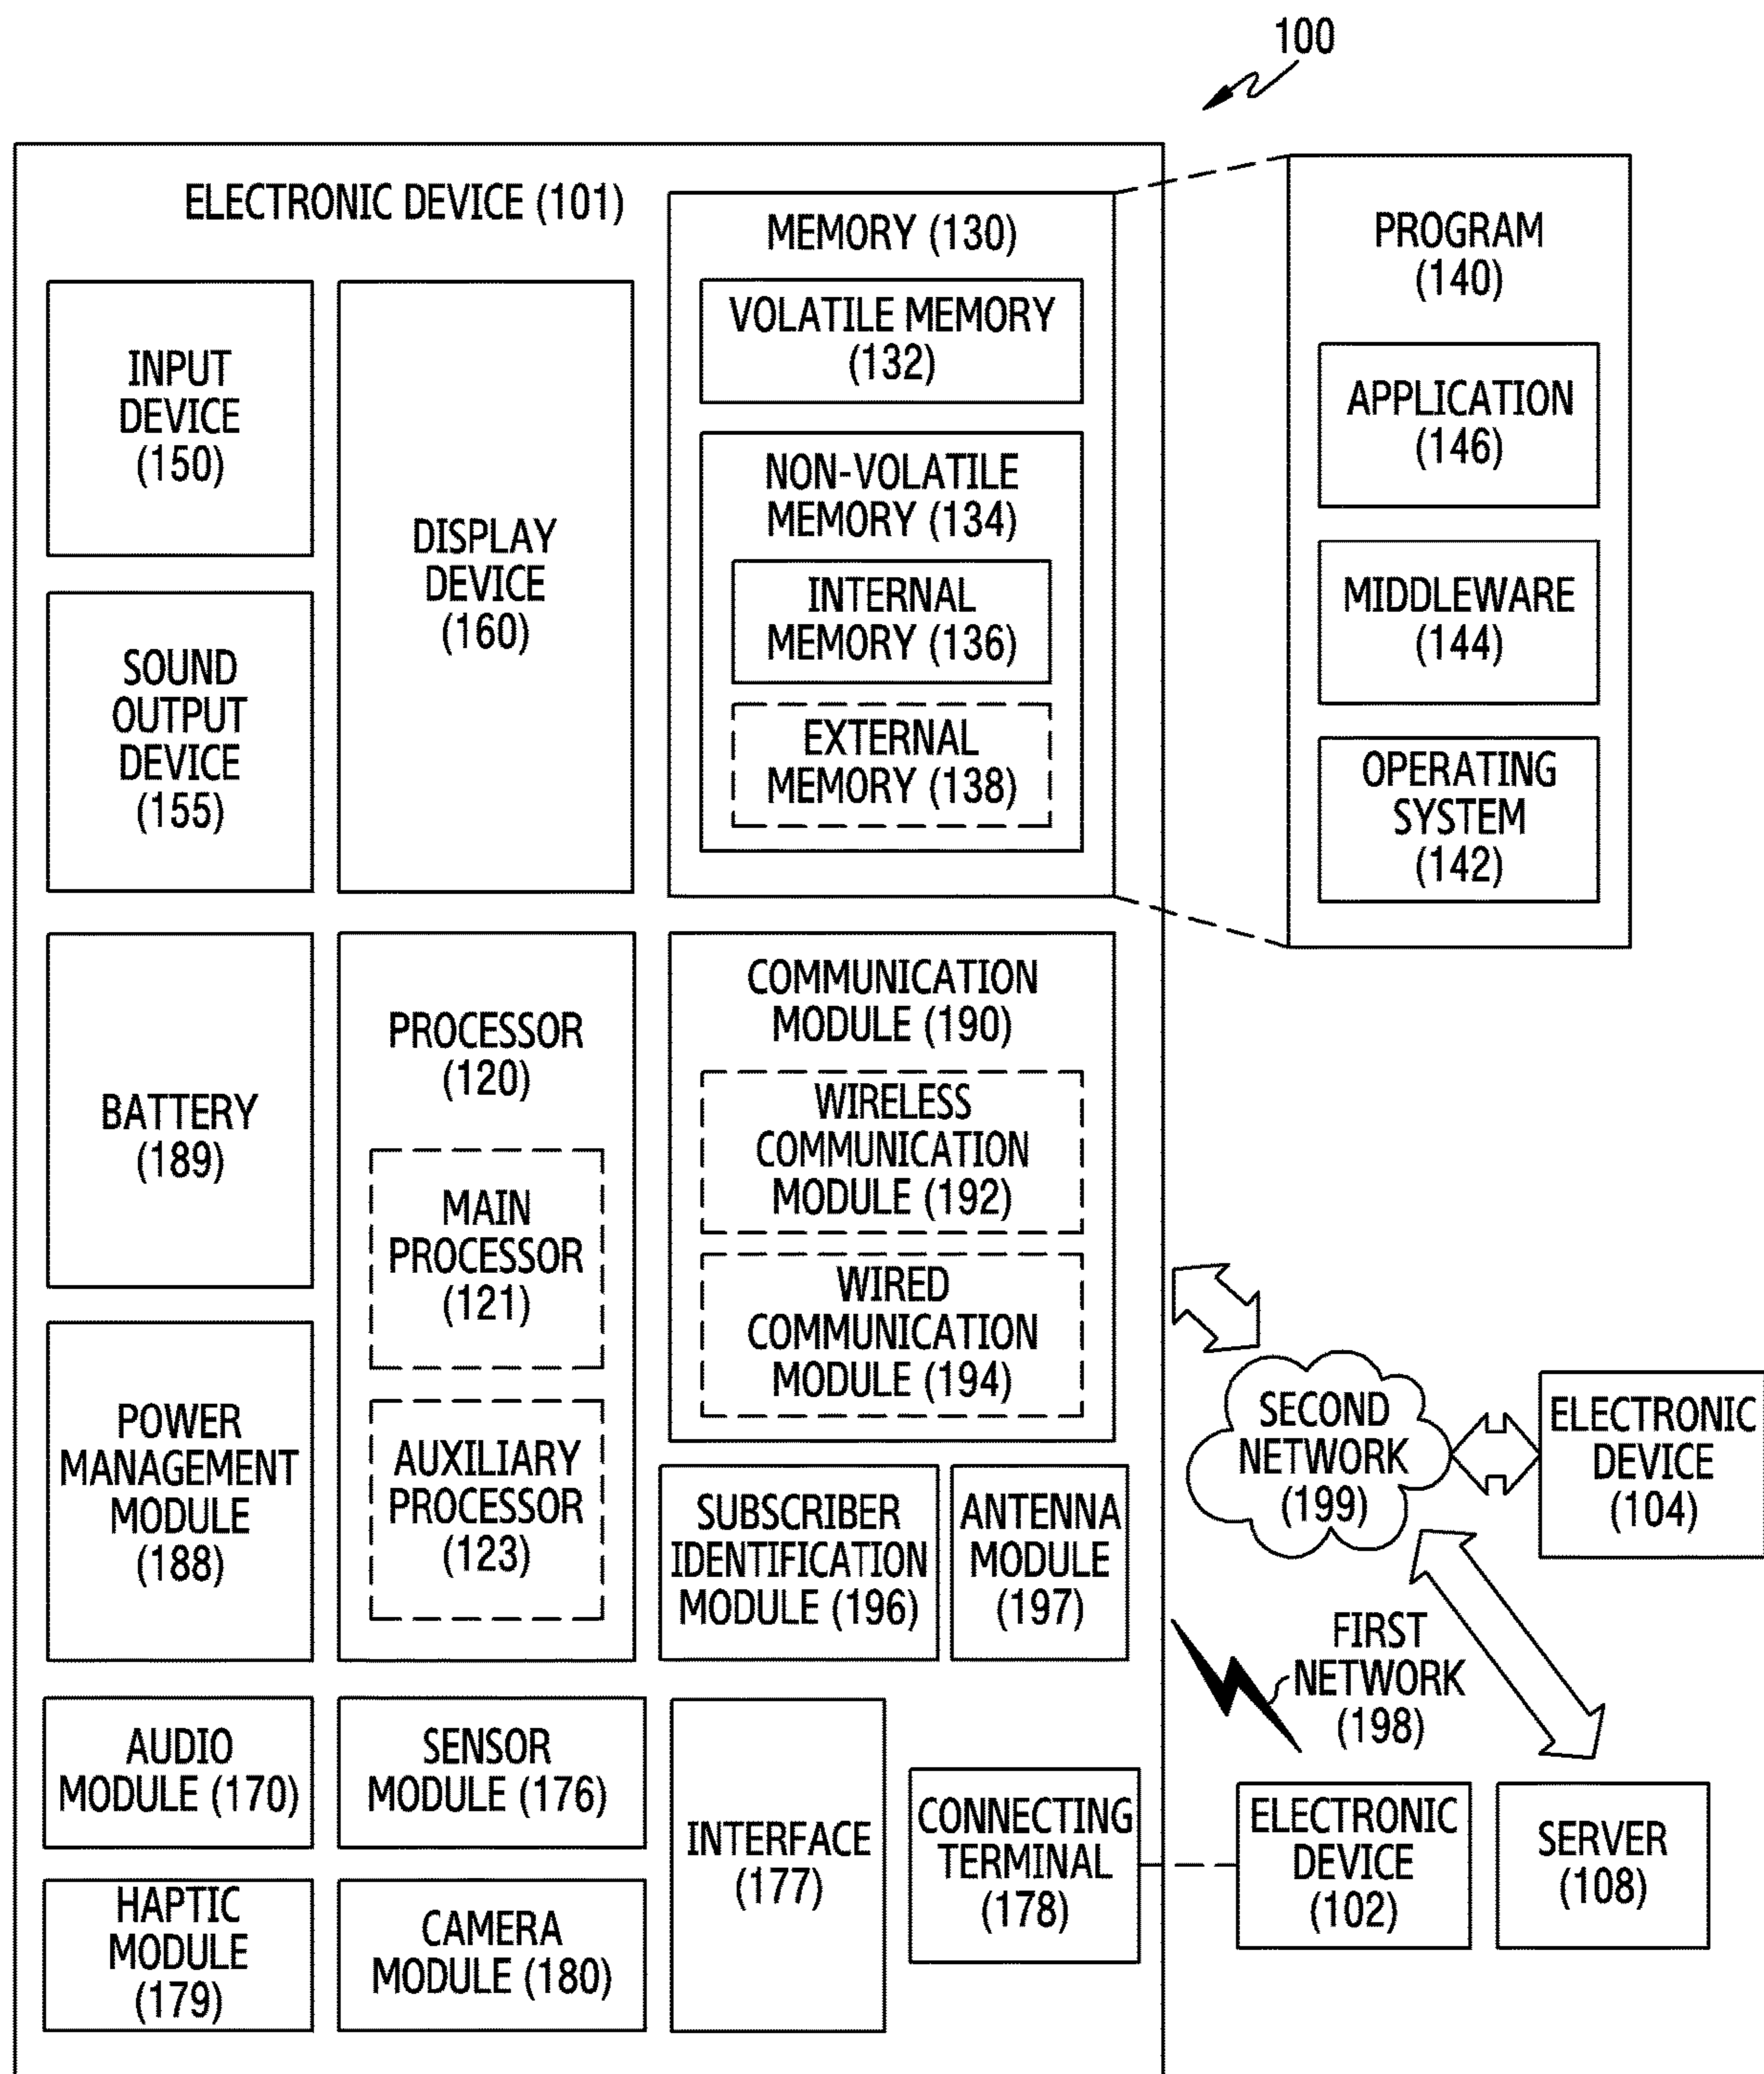 100
ELECTRONIC DEVICE (101)
INPUT
DEVICE
(150)
SOUND
OUTPUT
DEVICE
(155)
DISPLAY
DEVICE
(160)
MEMORY (130)
VOLATILE MEMORY
(132)
NON-VOLATILE
MEMORY (134)
INTERNAL
MEMORY (136)
EXTERNAL
MEMORY (138)
PROGRAM
(140)
APPLICATION
(146)
MIDDLEWARE
(144)
OPERATING
SYSTEM
(142)
BATTERY
(189)
POWER
MANAGEMENT
MODULE
(188)
PROCESSOR
(120)
MAIN
PROCESSOR
(121)
AUXILIARY
PROCESSOR
(123)
COMMUNICATION
MODULE (190)
WIRELESS
COMMUNICATION
MODULE (192)
WIRED
COMMUNICATION
MODULE (194)
SUBSCRIBER
IDENTIFICATION
MODULE (196)
ANTENNA
MODULE
(197)
SECOND
NETWORK
(199)
ELECTRONIC
DEVICE
(104)
FIRST
NETWORK
(198)
AUDIO
MODULE (170)
SENSOR
MODULE (176)
HAPTIC
MODULE
(179)
CAMERA
MODULE (180)
INTERFACE
(177)
CONNECTING
TERMINAL
(178)
ELECTRONIC
DEVICE
(102)
SERVER
(108)